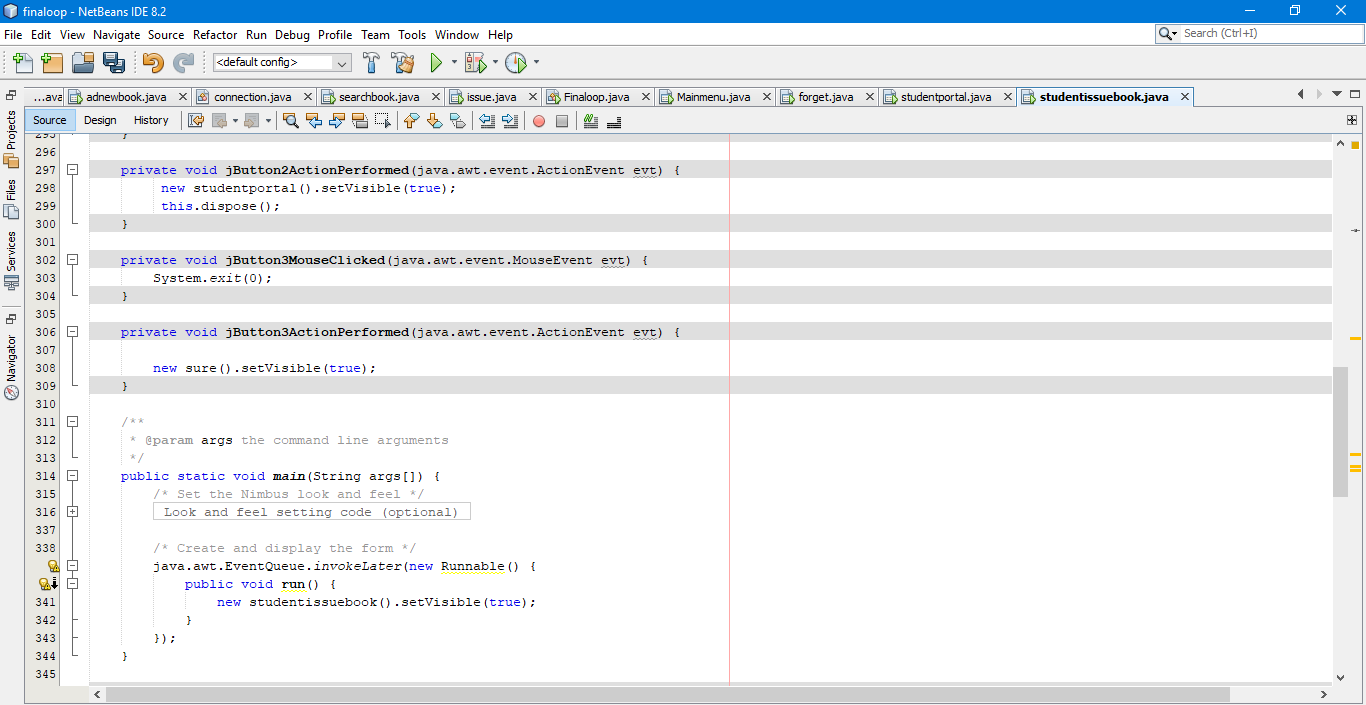 finaloop - NetBeans IDE 8.2
File Edit View Navigate Source Refactor Run Debug Profile Team Tools Window Help
Search (Ctrl+I)
<default config>
...ava adnewbook.java connection.java searchbook.java issue.java Finaloop.java Mainmenu.java forget.java studentportal.java studentissuebook.java
Source Design History
Projects
Files
Services
Navigator
295 }
296
297 private void jButton2ActionPerformed(java.awt.event.ActionEvent evt) {
298 new studentportal().setVisible(true);
299 this.dispose();
300 }
301
302 private void jButton3MouseClicked(java.awt.event.MouseEvent evt) {
303 System.exit(0);
304 }
305
306 private void jButton3ActionPerformed(java.awt.event.ActionEvent evt) {
307
308 new sure().setVisible(true);
309 }
310
311 /**
312 * @param args the command line arguments
313 */
314 public static void main(String args[]) {
315 /* Set the Nimbus look and feel */
316 Look and feel setting code (optional)
337
338 /* Create and display the form */
java.awt.EventQueue.invokeLater(new Runnable() {
public void run() {
341 new studentissuebook().setVisible(true);
342 }
343 });
344 }
345